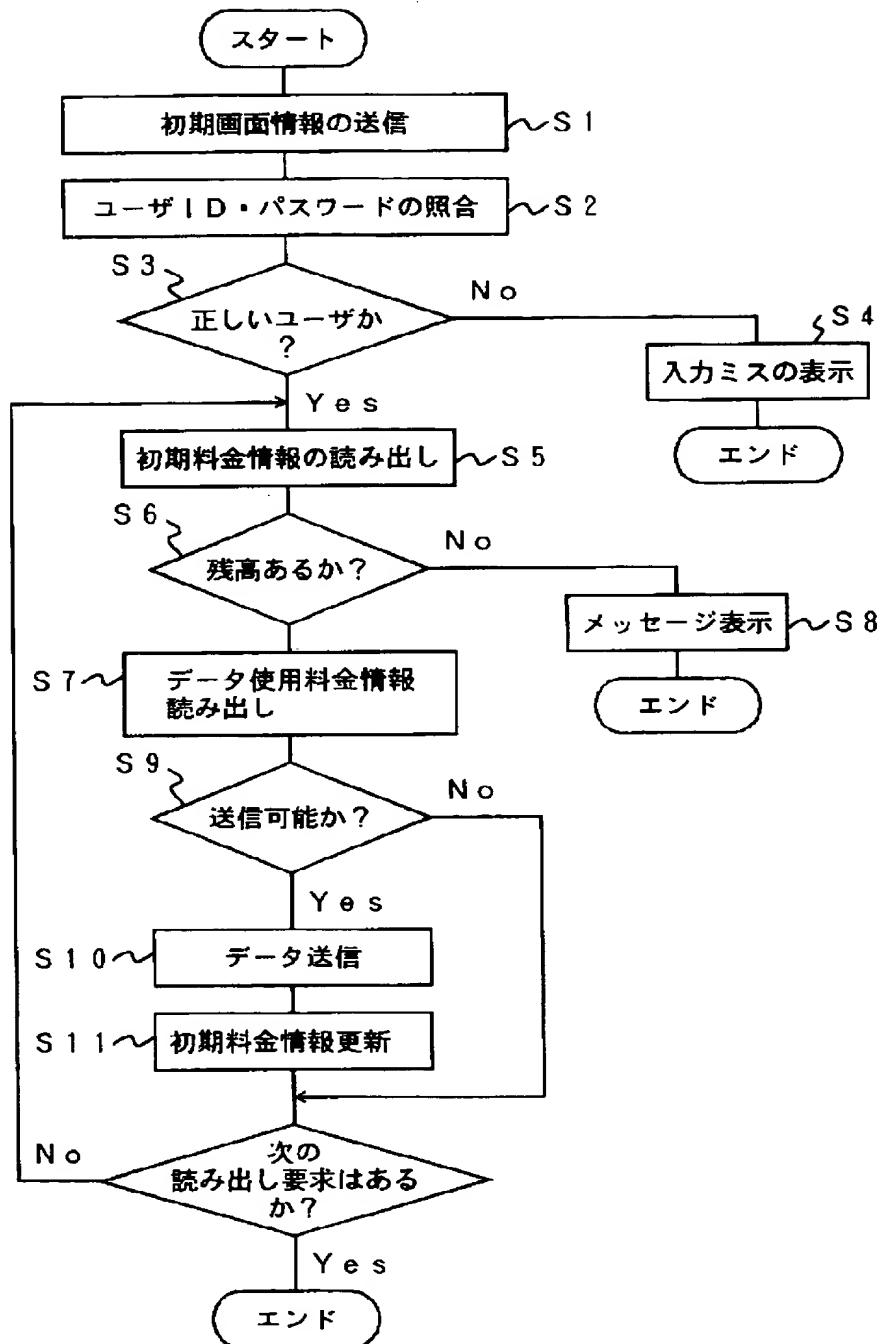 スタート
初期画面情報の送信
S1
ユーザID・パスワードの照合
S2
S3
正しいユーザか
?
No
S4
入力ミスの表示
エンド
Yes
初期料金情報の読み出し
S5
S6
残高あるか?
No
メッセージ表示
S8
エンド
S7
データ使用料金情報
読み出し
S9
送信可能か?
No
Yes
S10
データ送信
S11
初期料金情報更新
No
次の
読み出し要求はある
か?
Yes
エンド